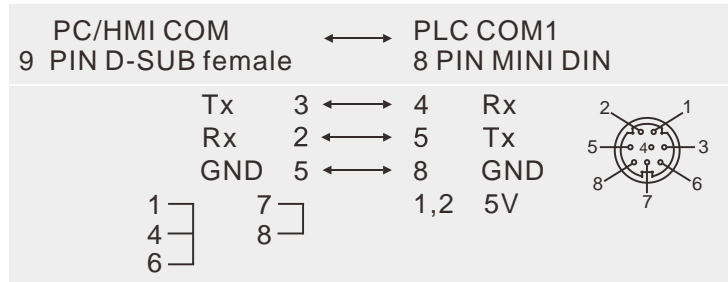 PC/HMI COM ↔ PLC COM1
9 PIN D-SUB female 8 PIN MINI DIN
Tx 3 ↔ 4 Rx
Rx 2 ↔ 5 Tx
GND 5 ↔ 8 GND
1 7 1,2 5V
4 8
6
2 1
5 4 3
8 6
7